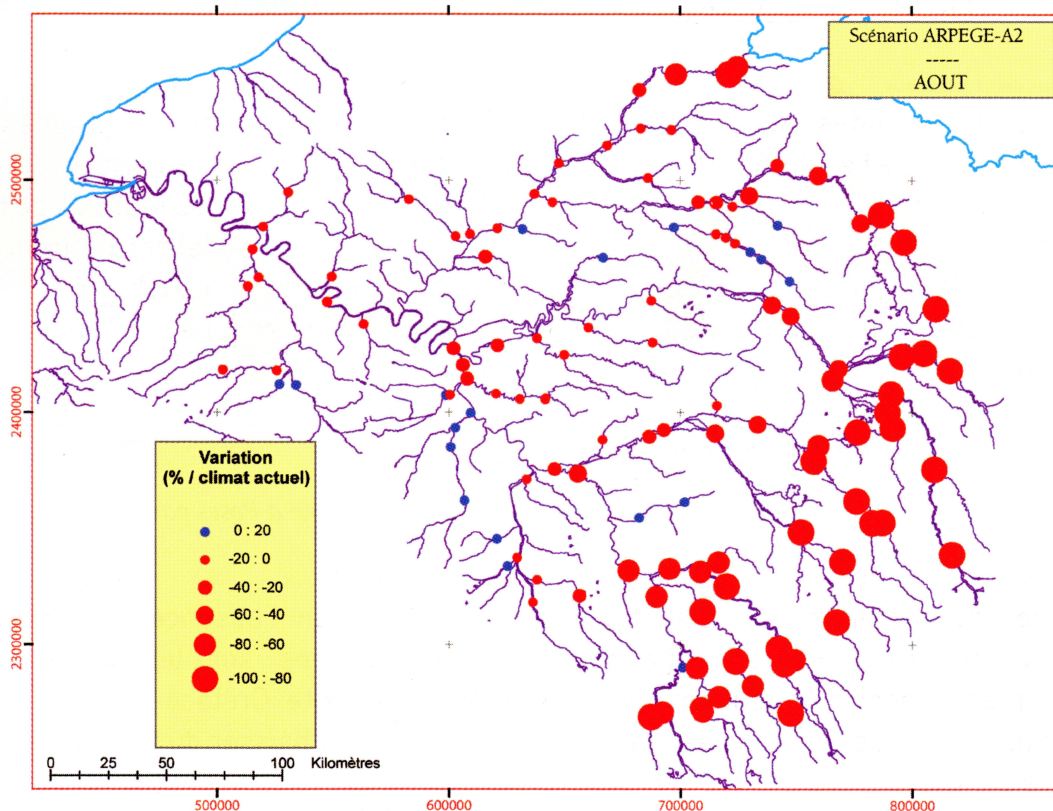 Scénario ARPEGE-A2
-----
AOUT
2500000
2400000
2300000
Variation
(% / climat actuel)
0 : 20
-20 : 0
-40 : -20
-60 : -40
-80 : -60
-100 : -80
0 25 50 100 Kilomètres
500000 600000 700000 800000